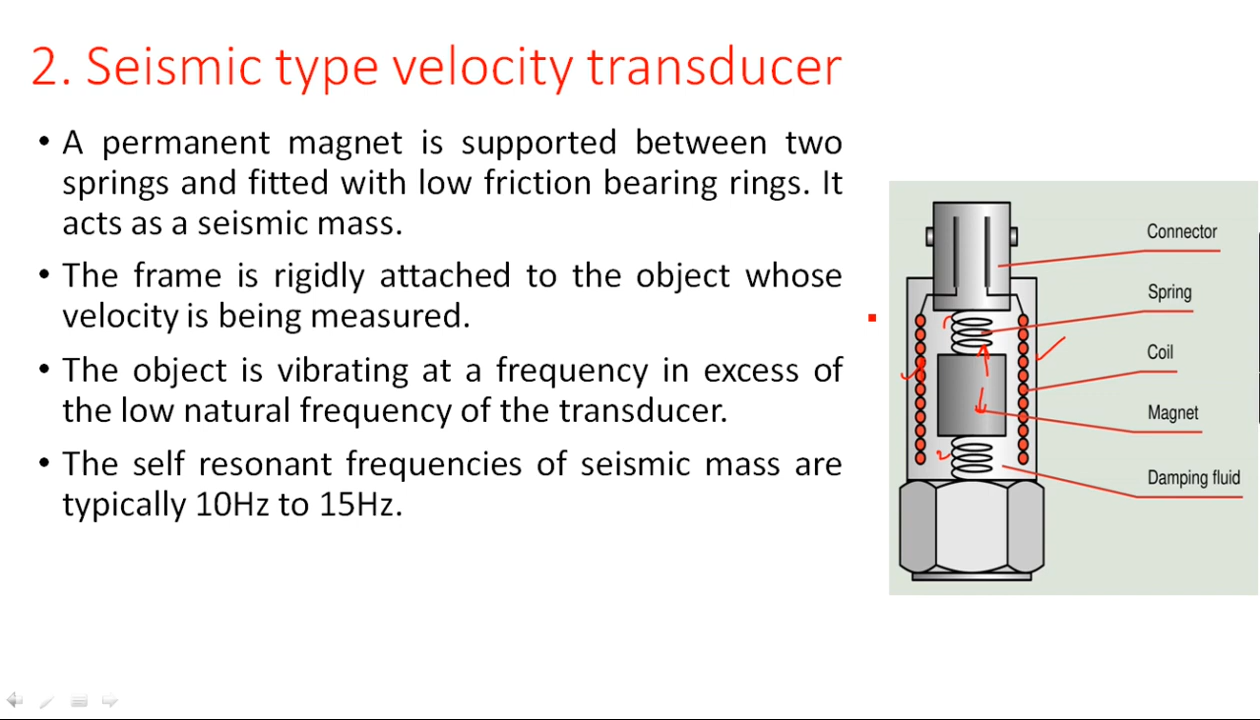 2. Seismic type velocity transducer
• A permanent magnet is supported between two
springs and fitted with low friction bearing rings. It
acts as a seismic mass.
• The frame is rigidly attached to the object whose
velocity is being measured.
• The object is vibrating at a frequency in excess of
the low natural frequency of the transducer.
• The self resonant frequencies of seismic mass are
typically 10Hz to 15Hz.
Connector
Spring
Coil
Magnet
Damping fluid